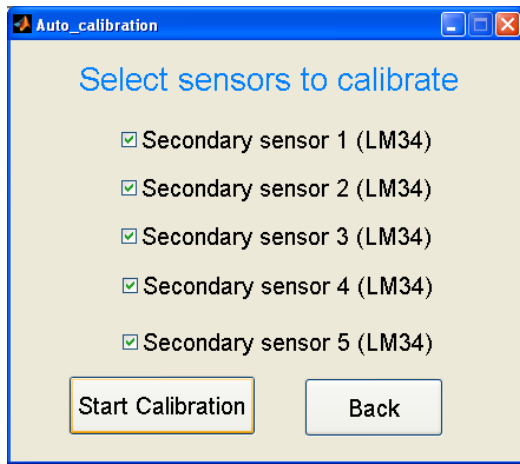 Auto_calibration
Select sensors to calibrate
Secondary sensor 1 (LM34)
Secondary sensor 2 (LM34)
Secondary sensor 3 (LM34)
Secondary sensor 4 (LM34)
Secondary sensor 5 (LM34)
Start Calibration Back